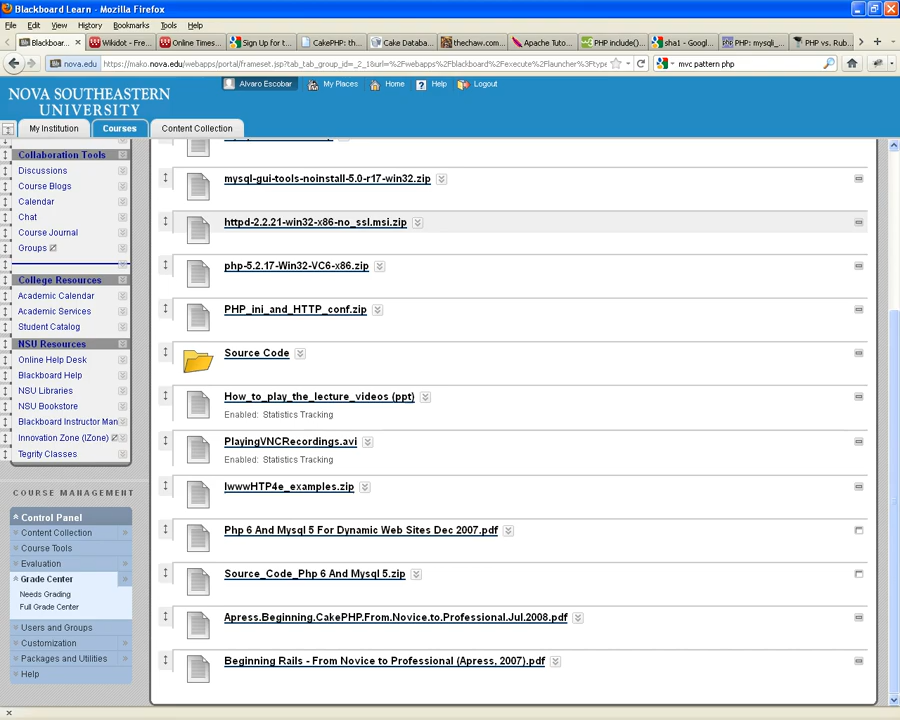 Blackboard Learn - Mozilla Firefox
File Edit View History Bookmarks Tools Help
Blackboar... Wikidot - Fre... Online Times... Sign Up for t... CakePHP: th... Cake Databa... thechaw.com... Apache Tuto... PHP include()... sha1 - Googl... PHP: mysql_... PHP vs. Rub...
nova.edu https://main.nova.edu/webapps/portal/frameset.jsp?tab_tab_group_id=_2_1&url=%2Fwebapps%2Fblackboard%2Fexecute%2Flauncher%3Ftype mvc pattern php
NOVA SOUTHEASTERN
UNIVERSITY
Alvaro Escobar My Places Home Help Logout
My Institution Courses Content Collection
Collaboration Tools
Discussions
Course Blogs
Calendar
Chat
Course Journal
Groups
College Resources
Academic Calendar
Academic Services
Student Catalog
NSU Resources
Online Help Desk
Blackboard Help
NSU Libraries
NSU Bookstore
Blackboard Instructor Man
Innovation Zone (IZone)
Tegrity Classes
COURSE MANAGEMENT
Control Panel
Content Collection
Course Tools
Evaluation
Grade Center
Needs Grading
Full Grade Center
Users and Groups
Customization
Packages and Utilities
Help
mysql-gui-tools-noinstall-5.0-r17-win32.zip
httpd-2.2.21-win32-x86-no_ssl.msi.zip
php-5.2.17-Win32-VC6-x86.zip
PHP_ini_and_HTTP_conf.zip
Source Code
How_to_play_the_lecture_videos (ppt)
Enabled: Statistics Tracking
PlayingVNCRecordings.avi
Enabled: Statistics Tracking
lwwwHTP4e_examples.zip
Php 6 And Mysql 5 For Dynamic Web Sites Dec 2007.pdf
Source_Code_Php 6 And Mysql 5.zip
Apress.Beginning.CakePHP.From.Novice.to.Professional.Jul.2008.pdf
Beginning Rails - From Novice to Professional (Apress, 2007).pdf